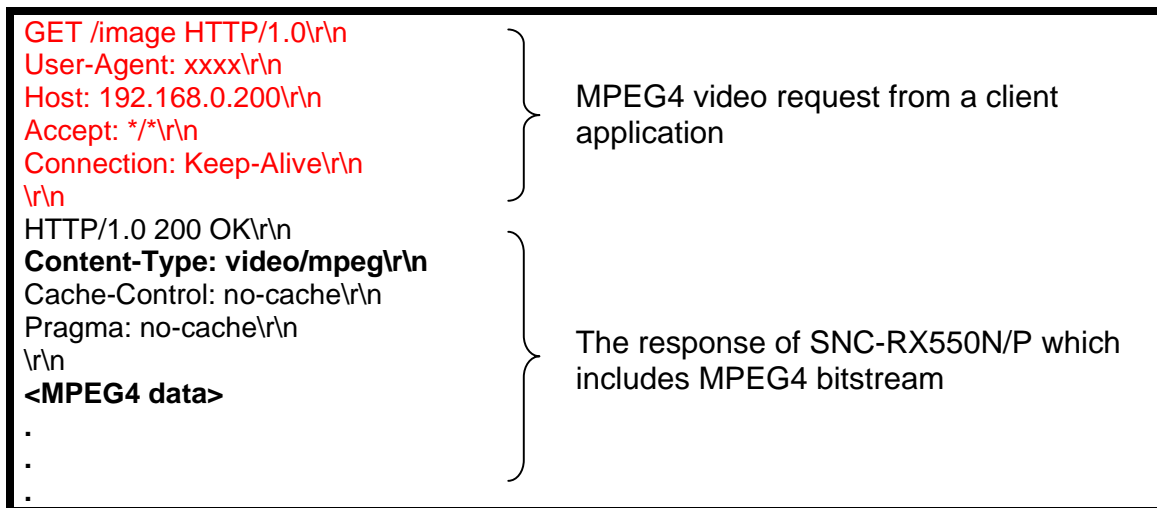 GET /image HTTP/1.0\r\n
User-Agent: xxxx\r\n
Host: 192.168.0.200\r\n
Accept: */*\r\n
Connection: Keep-Alive\r\n
\r\n
MPEG4 video request from a client
application
HTTP/1.0 200 OK\r\n
Content-Type: video/mpeg\r\n
Cache-Control: no-cache\r\n
Pragma: no-cache\r\n
\r\n
<MPEG4 data>
.
.
.
The response of SNC-RX550N/P which
includes MPEG4 bitstream